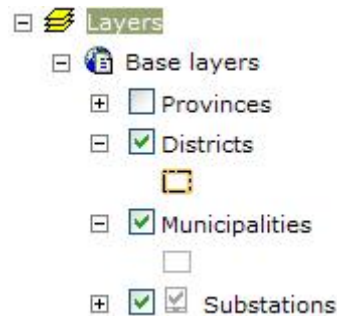 Layers
Base layers
Provinces
Districts
Municipalities
Substations